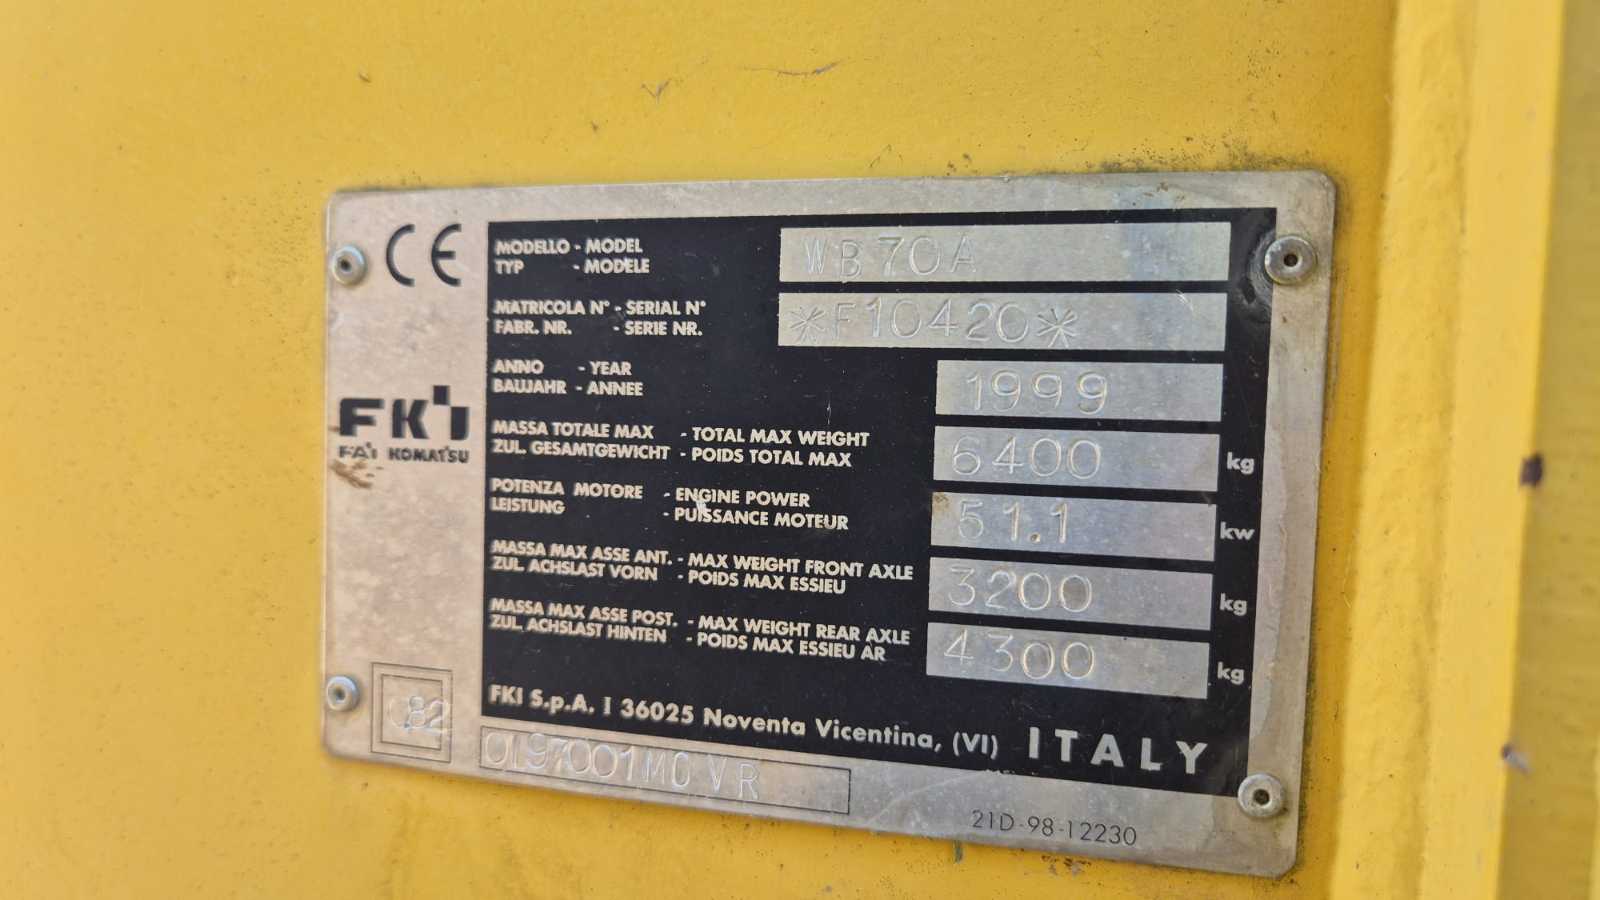 CE
MODELLO - MODEL
TYP - MODELE
WB70A
MATRICOLA N° - SERIAL N°
FABR. NR. - SERIE NR.
*F10420*
ANNO - YEAR
BAUJAHR - ANNEE
1999
MASSA TOTALE MAX - TOTAL MAX WEIGHT
ZUL. GESAMTGEWICHT - POIDS TOTAL MAX
6400 kg
POTENZA MOTORE - ENGINE POWER
LEISTUNG - PUISSANCE MOTEUR
51.1 kw
MASSA MAX ASSE ANT. - MAX WEIGHT FRONT AXLE
ZUL. ACHSLAST VORN - POIDS MAX ESSIEU
3200 kg
MASSA MAX ASSE POST. - MAX WEIGHT REAR AXLE
ZUL. ACHSLAST HINTEN - POIDS MAX ESSIEU AR
4300 kg
FKI
FAI KOMATSU
FKI S.p.A. I 36025 Noventa Vicentina, (VI) ITALY
82
OL97001M0VR
21D-98-12230